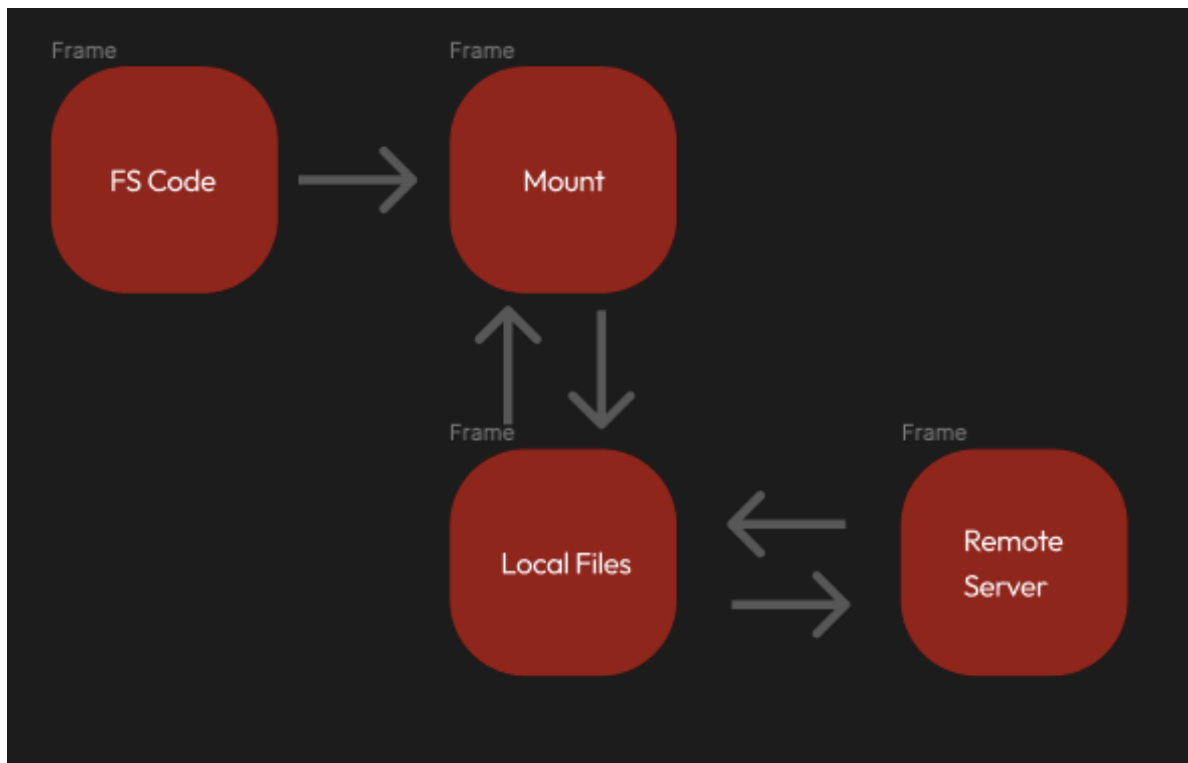 Frame
Frame
FS Code
Mount
Frame
Frame
Local Files
Remote
Server